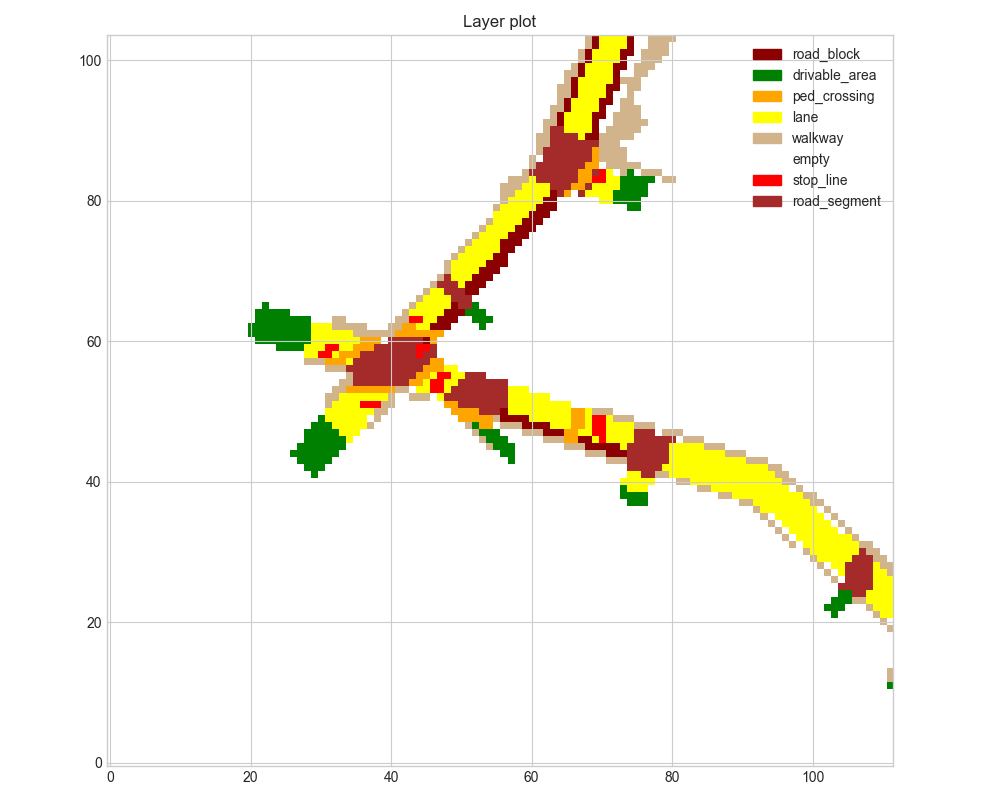 Layer plot
100
80
60
40
20
0
0 20 40 60 80 100
road_block
drivable_area
ped_crossing
lane
walkway
empty
stop_line
road_segment